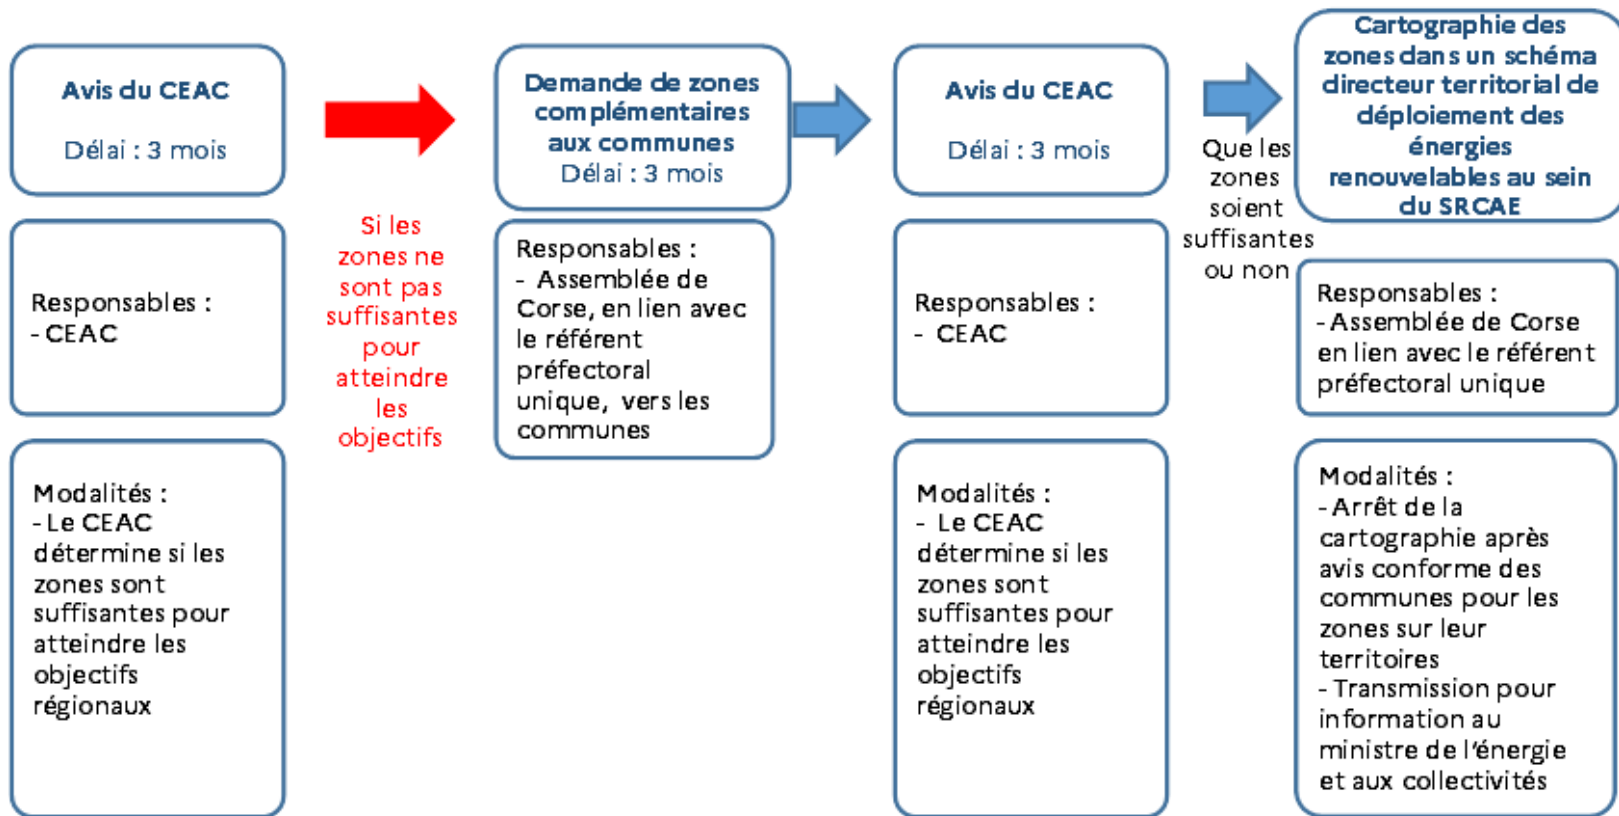 Avis du CEAC
Délai : 3 mois
Responsables :
- CEAC
Modalités :
- Le CEAC
détermine si les
zones sont
suffisantes pour
atteindre les
objectifs
régionaux
Si les
zones ne
sont pas
suffisantes
pour
atteindre
les
objectifs
Demande de zones
complémentaires
aux communes
Délai : 3 mois
Responsables :
- Assemblée de
Corse, en lien avec
le référent
préfectoral
unique, vers les
communes
Avis du CEAC
Délai : 3 mois
Responsables :
- CEAC
Modalités :
- Le CEAC
détermine si les
zones sont
suffisantes pour
atteindre les
objectifs
régionaux
Que les
zones
soient
suffisantes
ou non
Cartographie des
zones dans un schéma
directeur territorial de
déploiement des
énergies
renouvelables au sein
du SRCAE
Responsables :
- Assemblée de Corse
en lien avec le référent
préfectoral unique
Modalités :
- Arrêt de la
cartographie après
avis conforme des
communes pour les
zones sur leur
territoires
- Transmission pour
information au
ministre de l'énergie
et aux collectivités